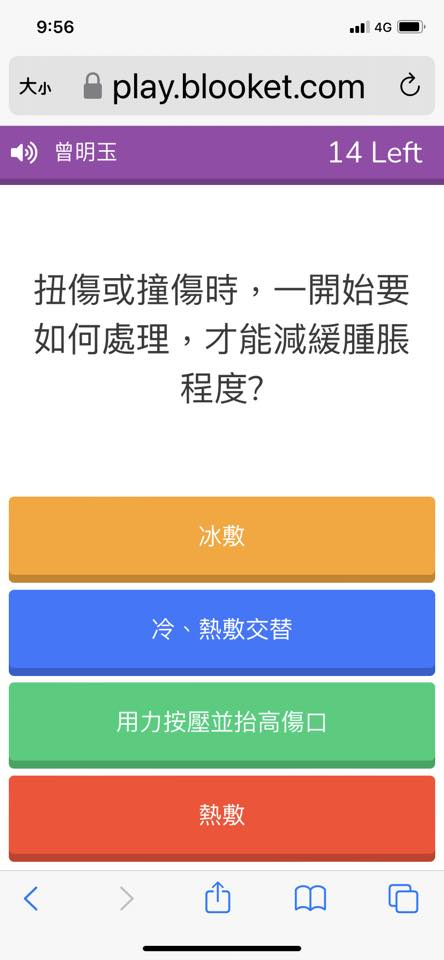 9:56
4G
大小
play.blooket.com
曾明玉
14 Left
扭傷或撞傷時，一開始要
如何處理，才能減緩腫脹
程度?
冰敷
冷、熱敷交替
用力按壓並抬高傷口
熱敷